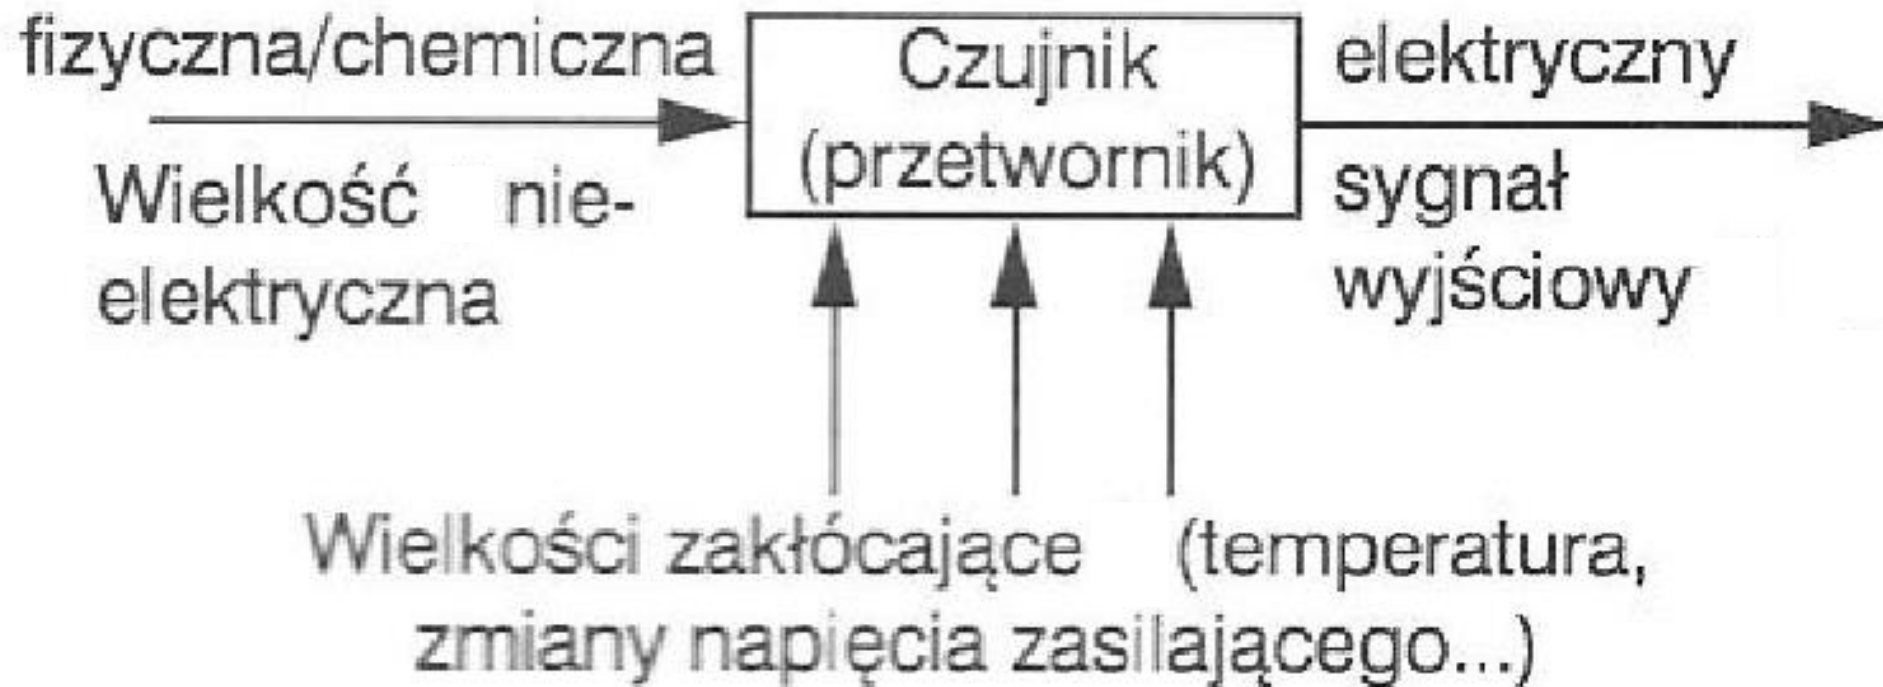 fizyczna/chemiczna
Wielkość nie-
elektryczna
Czujnik
(przetwornik)
elektryczny
sygnał
wyjściowy
Wielkości zakłócające (temperatura,
zmiany napięcia zasilającego...)